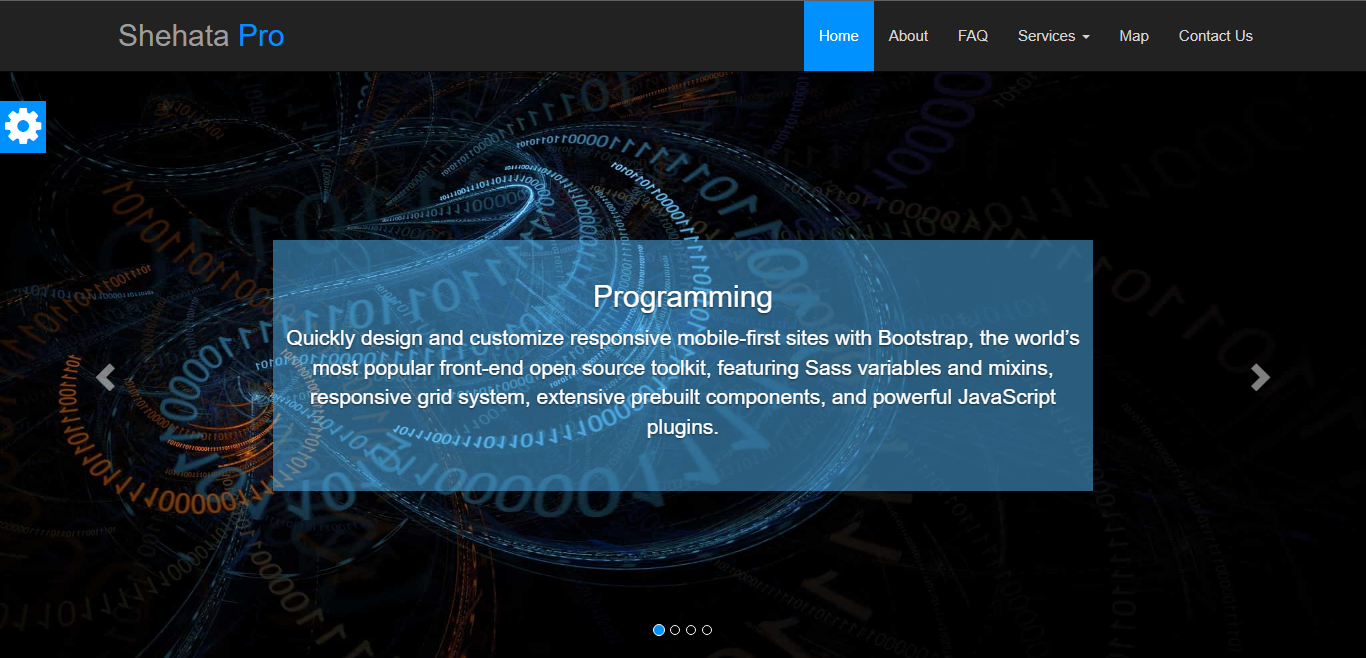 Shehata Pro
Home About FAQ Services Map Contact Us
Programming
Quickly design and customize responsive mobile-first sites with Bootstrap, the world’s
most popular front-end open source toolkit, featuring Sass variables and mixins,
responsive grid system, extensive prebuilt components, and powerful JavaScript
plugins.